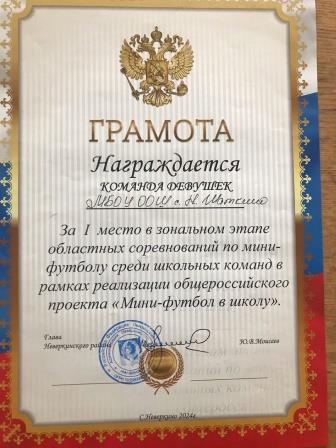 ГРАМОТА
Награждается
КОМАНДА ДЕВУШЕК
МБОУ ООШ с. Н.
За I место в зональном этапе
областных соревнований по мини-
футболу среди школьных команд в
рамках реализации общероссийского
проекта «Мини-футбол в школу».
Глава
Неверкинского района
Ю.В.Моисеев
С.Неверкино 2024г.